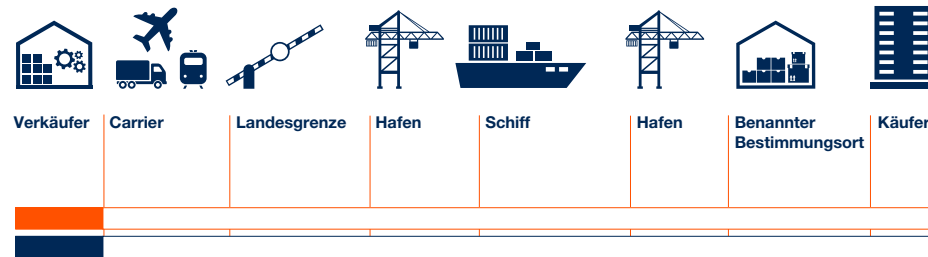 Verkäufer Carrier Landesgrenze Hafen Schiff Hafen Benannter Käufer
Bestimmungsort